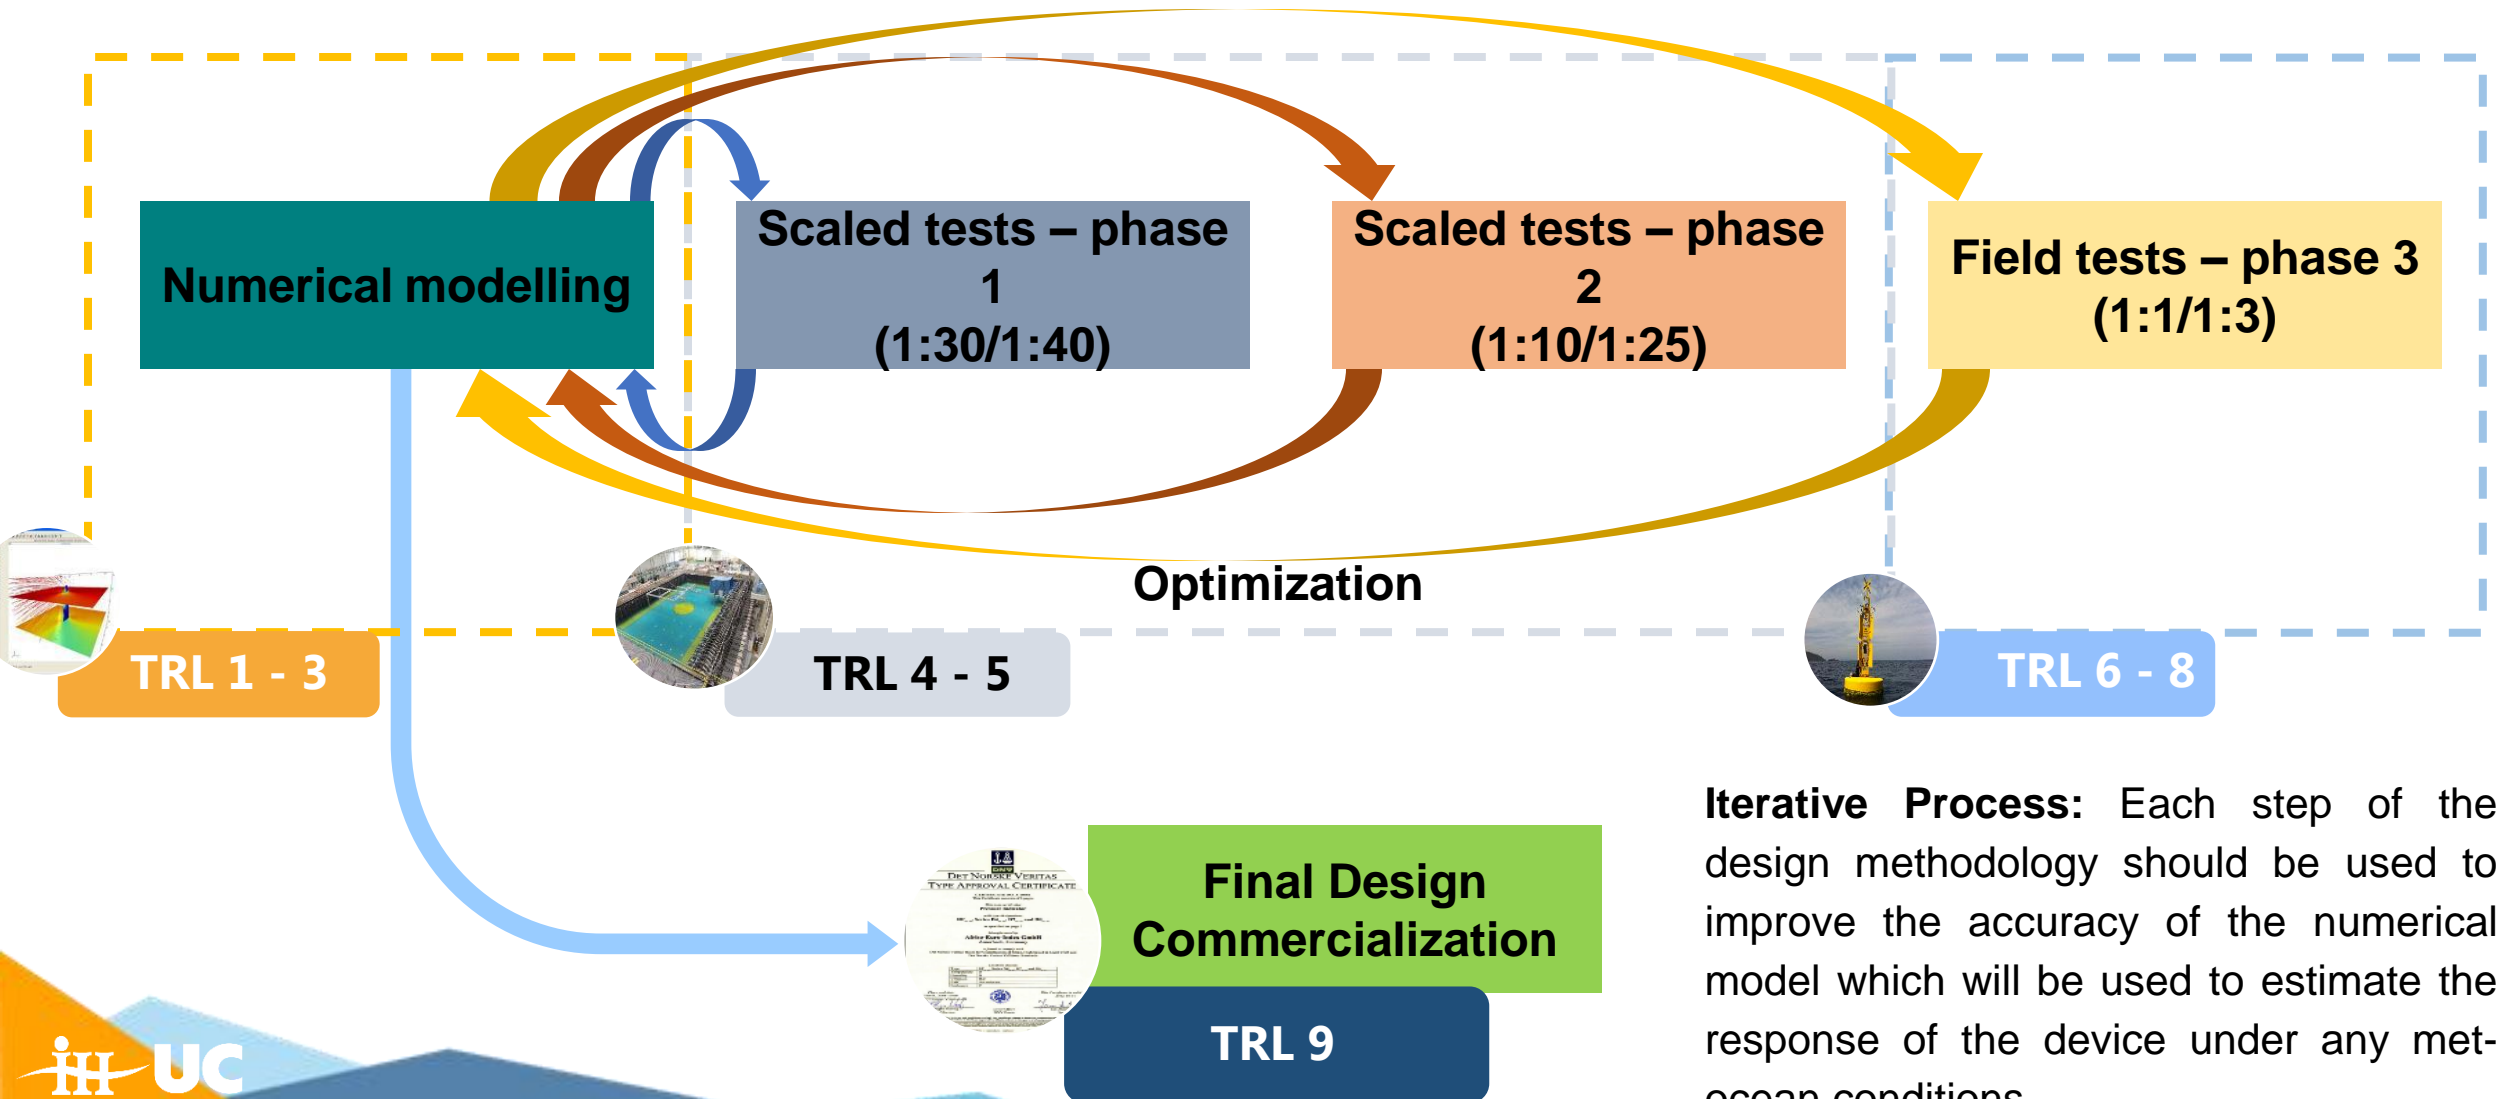 Numerical modelling
Scaled tests – phase
1
(1:30/1:40)
Scaled tests – phase
2
(1:10/1:25)
Field tests – phase 3
(1:1/1:3)
Optimization
TRL 1 - 3
TRL 4 - 5
TRL 6 - 8
DNV
DET NORSKE VERITAS
TYPE APPROVAL CERTIFICATE
Final Design
Commercialization
TRL 9
Iterative Process: Each step of the
design methodology should be used to
improve the accuracy of the numerical
model which will be used to estimate the
response of the device under any met-
ocean conditions
iH UC